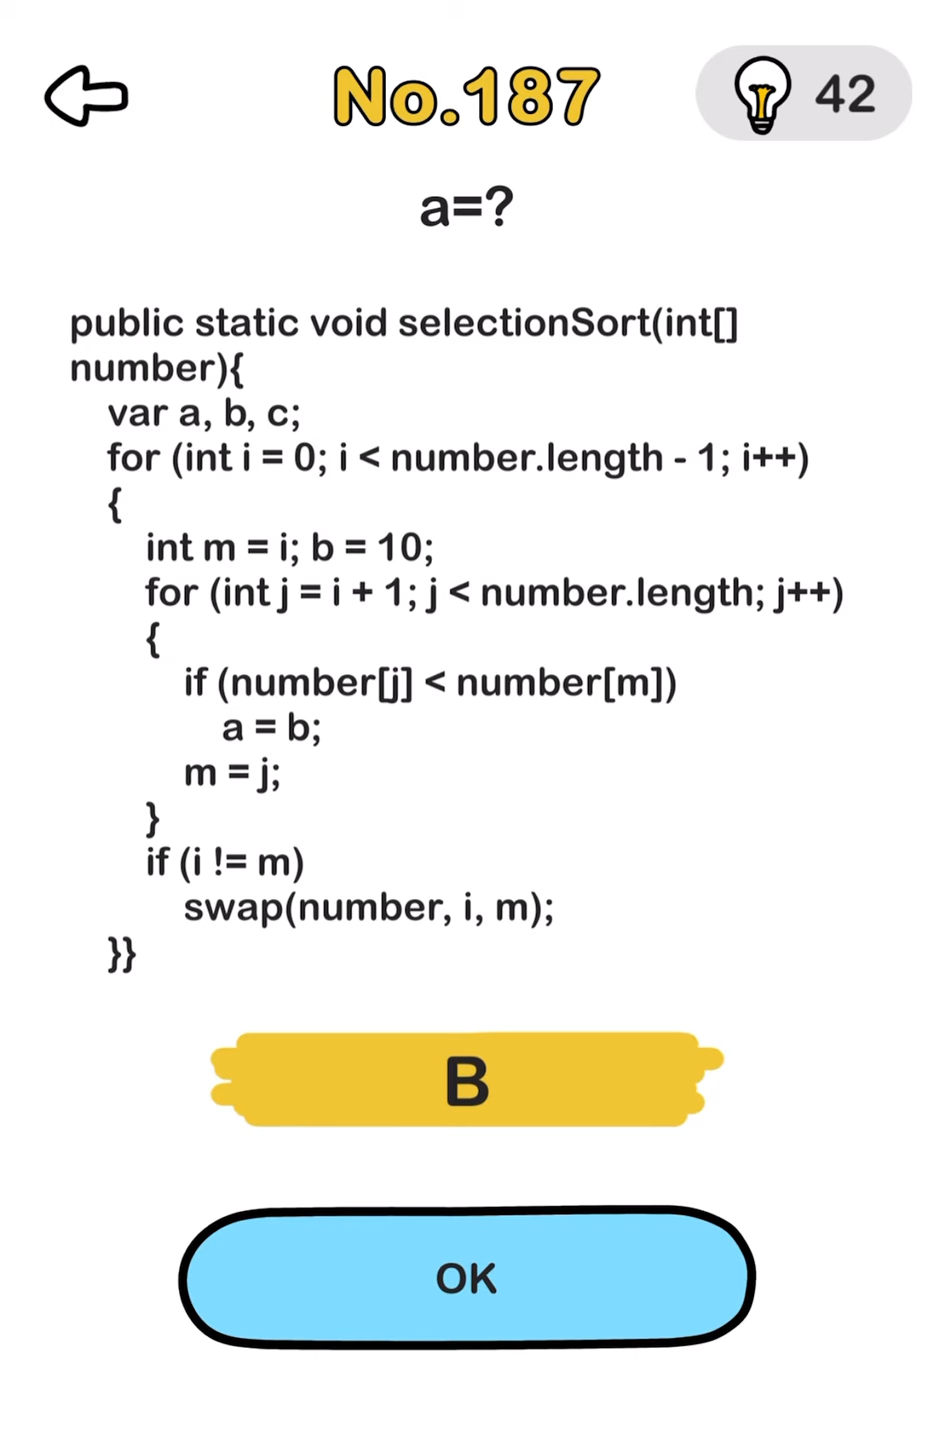 No.187
42
a=?
public static void selectionSort(int[]
number){
var a, b, c;
for (int i = 0; i < number.length - 1; i++)
{
int m = i; b = 10;
for (int j = i + 1; j < number.length; j++)
{
if (number[j] < number[m])
a = b;
m = j;
}
if (i != m)
swap(number, i, m);
}}
B
OK